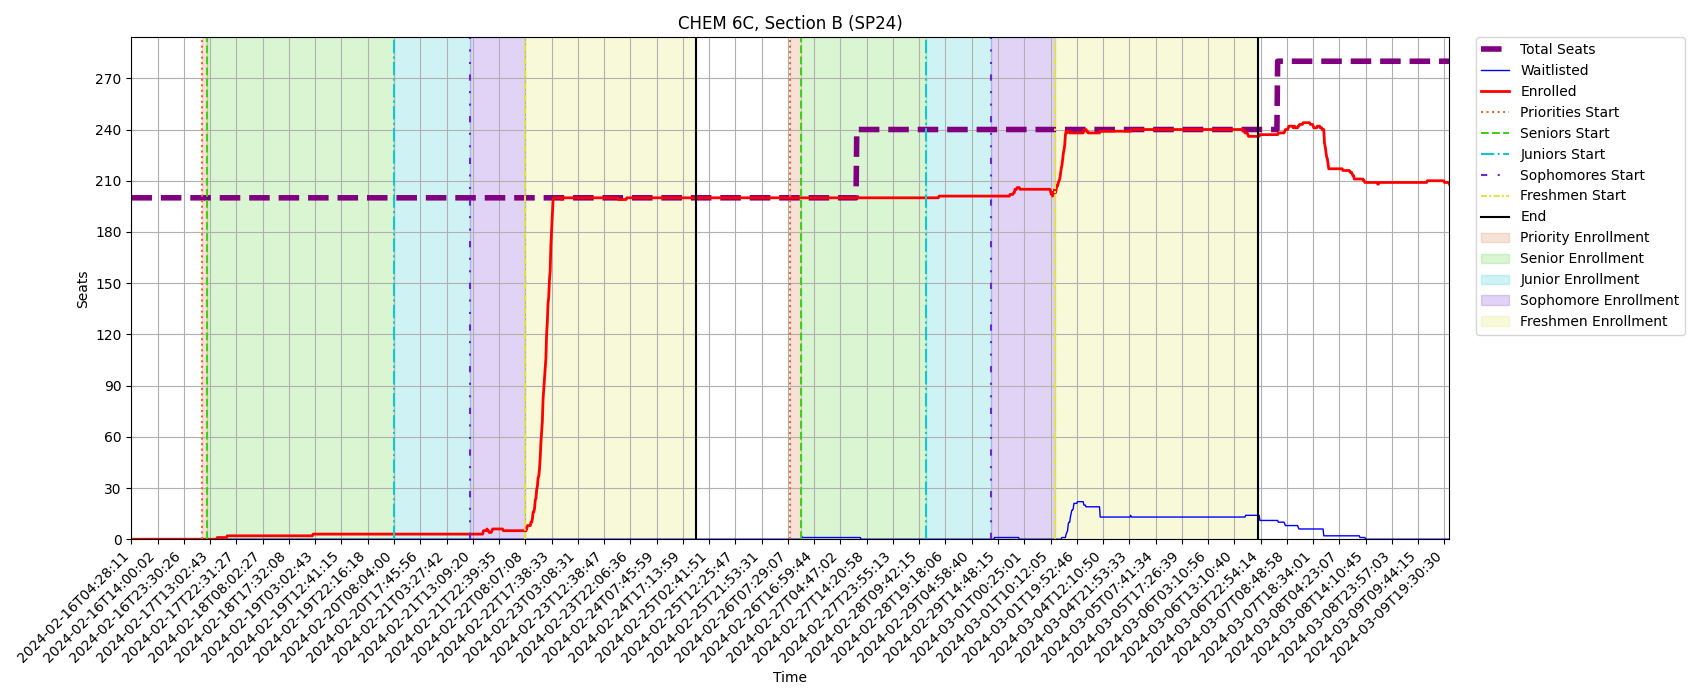 CHEM 6C, Section B (SP24)
Seats
270
240
210
180
150
120
90
60
30
0
2024-02-16T04:28:11
2024-02-16T14:00:02
2024-02-16T23:30:26
2024-02-17T13:02:43
2024-02-17T22:31:27
2024-02-18T08:02:27
2024-02-18T17:32:08
2024-02-19T03:02:43
2024-02-19T12:41:15
2024-02-19T22:16:18
2024-02-20T08:04:00
2024-02-20T17:45:56
2024-02-21T03:27:42
2024-02-21T13:09:20
2024-02-21T22:39:35
2024-02-22T08:07:08
2024-02-22T17:38:33
2024-02-23T03:08:31
2024-02-23T12:38:47
2024-02-23T22:06:36
2024-02-24T07:45:59
2024-02-24T17:13:59
2024-02-25T02:41:51
2024-02-25T12:25:47
2024-02-25T21:53:31
2024-02-26T07:29:07
2024-02-26T16:59:44
2024-02-27T04:47:02
2024-02-27T14:20:58
2024-02-27T23:55:13
2024-02-28T09:42:15
2024-02-28T19:18:06
2024-02-29T04:58:40
2024-02-29T14:48:15
2024-03-01T00:25:01
2024-03-01T10:12:05
2024-03-01T19:52:46
2024-03-04T12:10:50
2024-03-04T21:53:33
2024-03-05T07:41:34
2024-03-05T17:26:39
2024-03-06T03:10:56
2024-03-06T13:10:40
2024-03-06T22:54:14
2024-03-07T08:48:58
2024-03-07T18:34:01
2024-03-08T04:23:07
2024-03-08T14:10:45
2024-03-08T23:57:03
2024-03-09T09:44:15
2024-03-09T19:30:30
Time
Total Seats
Waitlisted
Enrolled
Priorities Start
Seniors Start
Juniors Start
Sophomores Start
Freshmen Start
End
Priority Enrollment
Senior Enrollment
Junior Enrollment
Sophomore Enrollment
Freshmen Enrollment